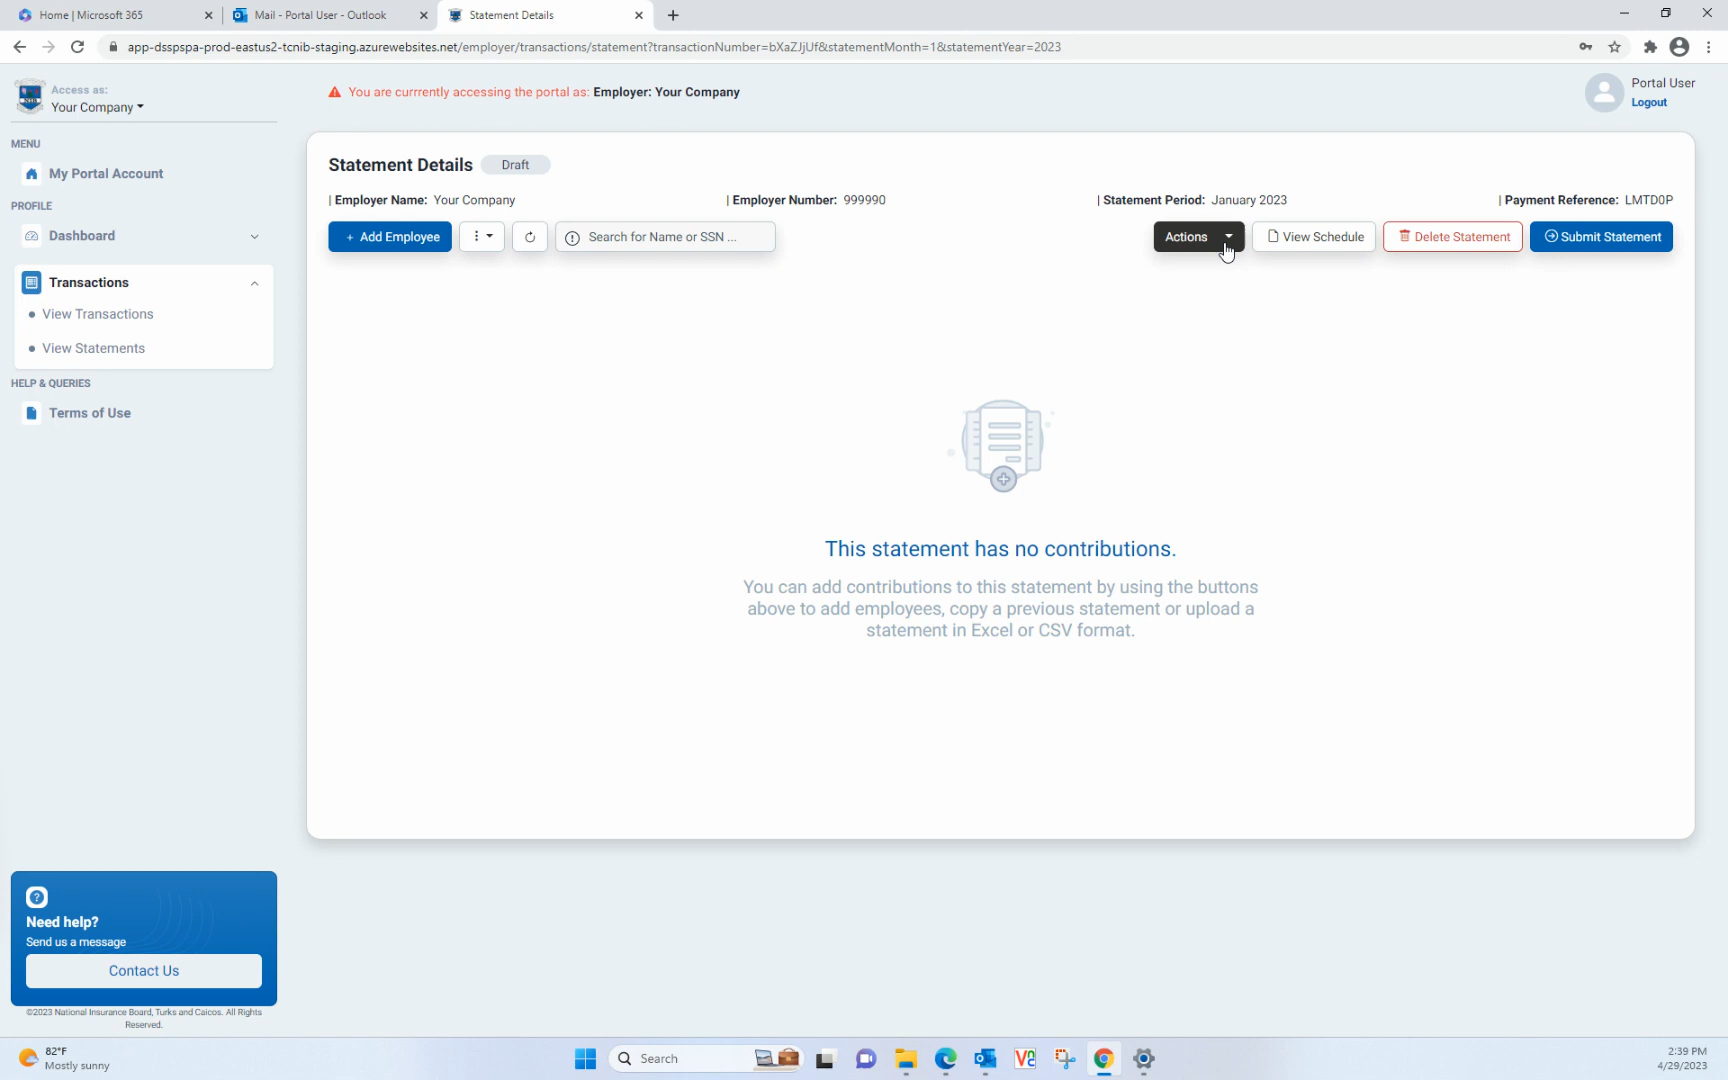 Home | Microsoft 365
Mail - Portal User - Outlook
Statement Details
app-dsspspa-prod-eastus2-tcnib-staging.azurewebsites.net/employer/transactions/statement?transactionNumber=bXaZJjUf&statementMonth=1&statementYear=2023
Access as:
Your Company
You are currrently accessing the portal as: Employer: Your Company
Portal User
Logout
MENU
My Portal Account
PROFILE
Dashboard
Transactions
View Transactions
View Statements
HELP & QUERIES
Terms of Use
Statement Details Draft
| Employer Name: Your Company | Employer Number: 999990 | Statement Period: January 2023 | Payment Reference: LMTD0P
+ Add Employee Search for Name or SSN ... Actions View Schedule Delete Statement Submit Statement
This statement has no contributions.
You can add contributions to this statement by using the buttons
above to add employees, copy a previous statement or upload a
statement in Excel or CSV format.
Need help?
Send us a message
Contact Us
©2023 National Insurance Board, Turks and Caicos. All Rights
Reserved.
82°F
Mostly sunny
Search
2:39 PM
4/29/2023